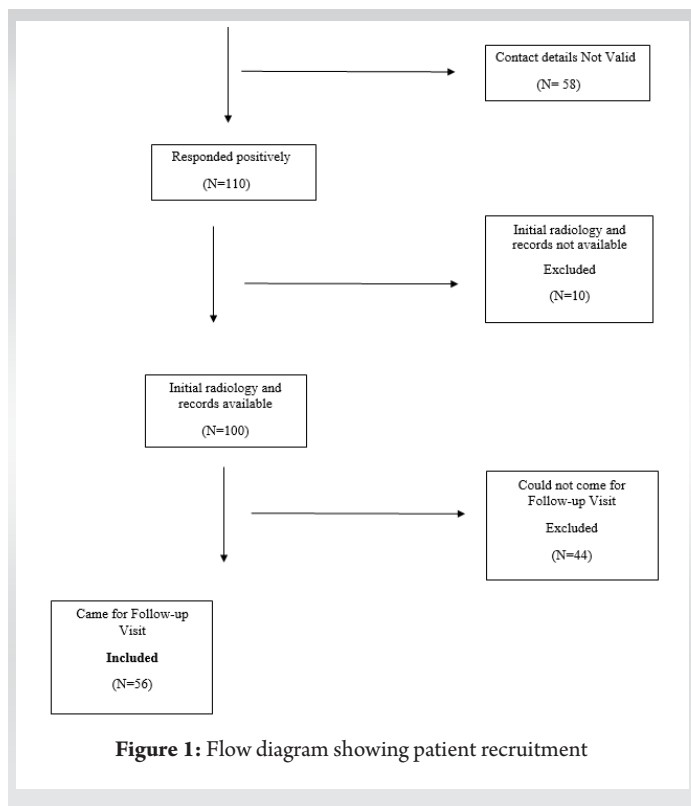 Contact details Not Valid
(N= 58)
Responded positively
(N=110)
Initial radiology and
records not available
Excluded
(N=10)
Initial radiology and
records available
(N=100)
Could not come for
Follow-up Visit
Excluded
(N=44)
Came for Follow-up
Visit
Included
(N=56)
Figure 1: Flow diagram showing patient recruitment